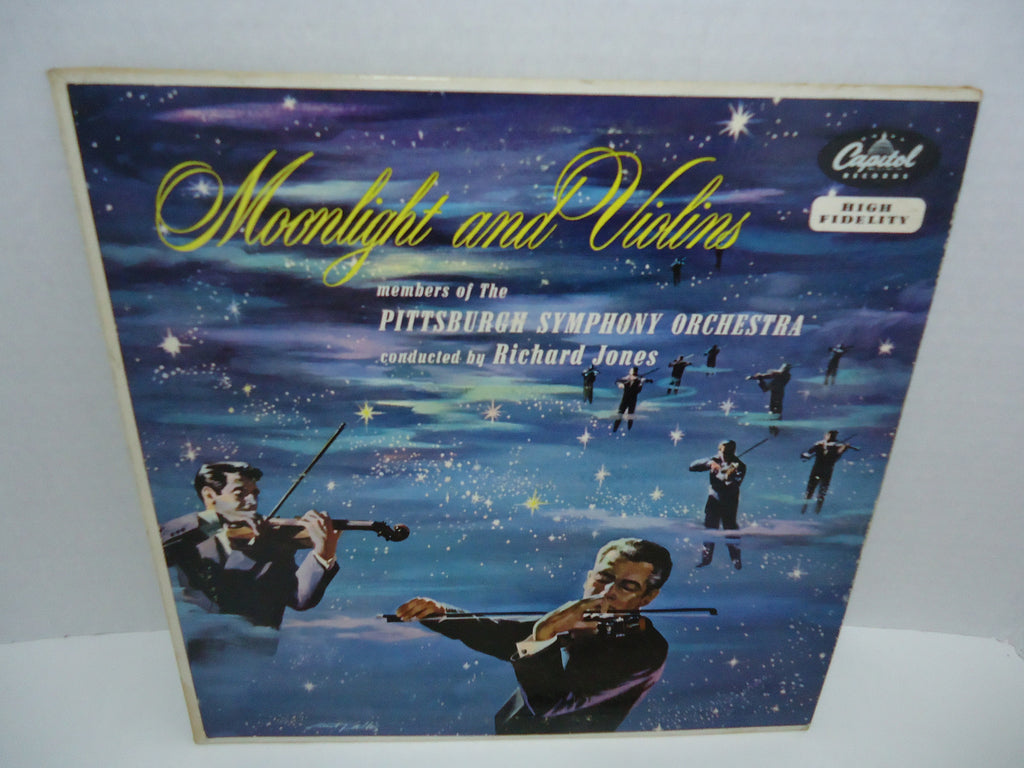 Capitol
RECORDS
HIGH
FIDELITY
Moonlight and Violins
members of The
PITTSBURGH SYMPHONY ORCHESTRA
conducted by Richard Jones